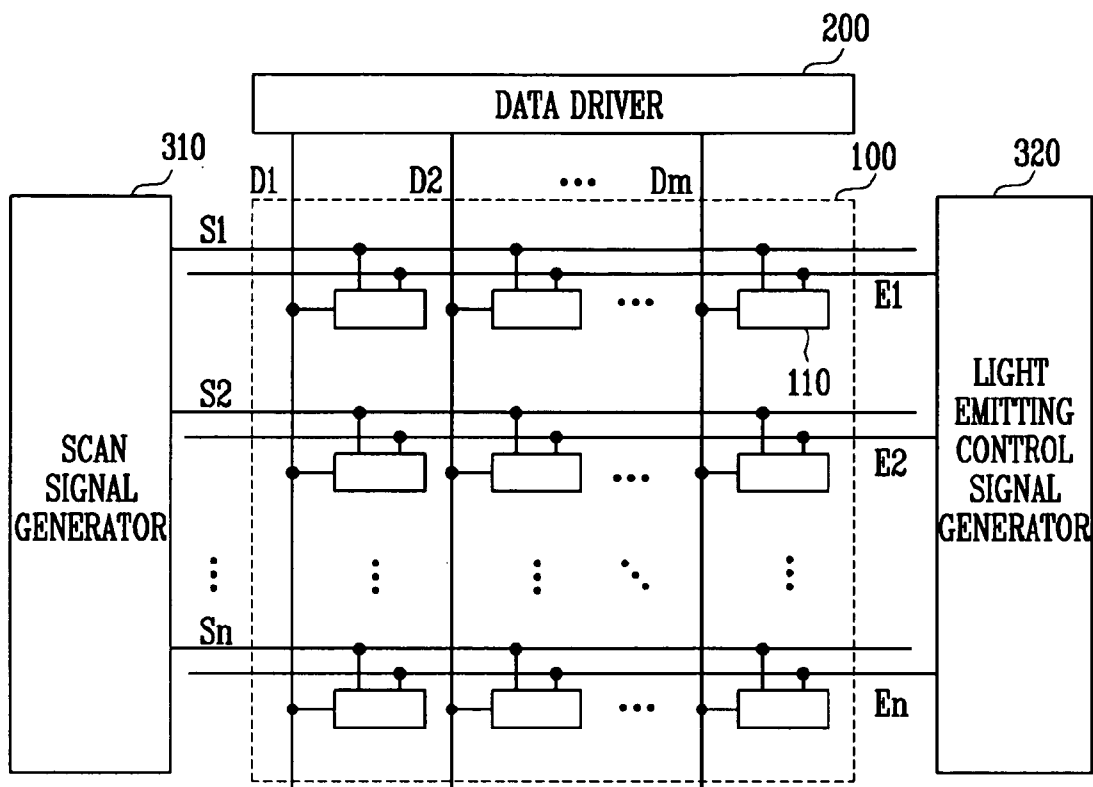 200
DATA DRIVER
310
D1 D2 ... Dm
100
320
S1
E1
110
S2
E2
SCAN
SIGNAL
GENERATOR
LIGHT
EMITTING
CONTROL
SIGNAL
GENERATOR
Sn
En